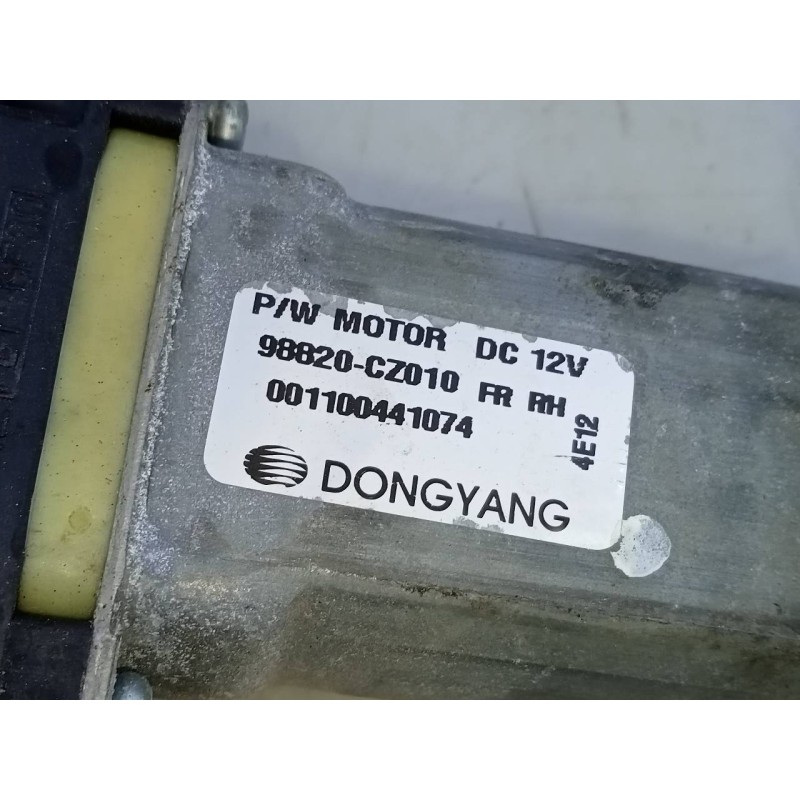 P/W MOTOR DC 12V
98820-CZ010 FR RH
001100441074
4E12
DONGYANG